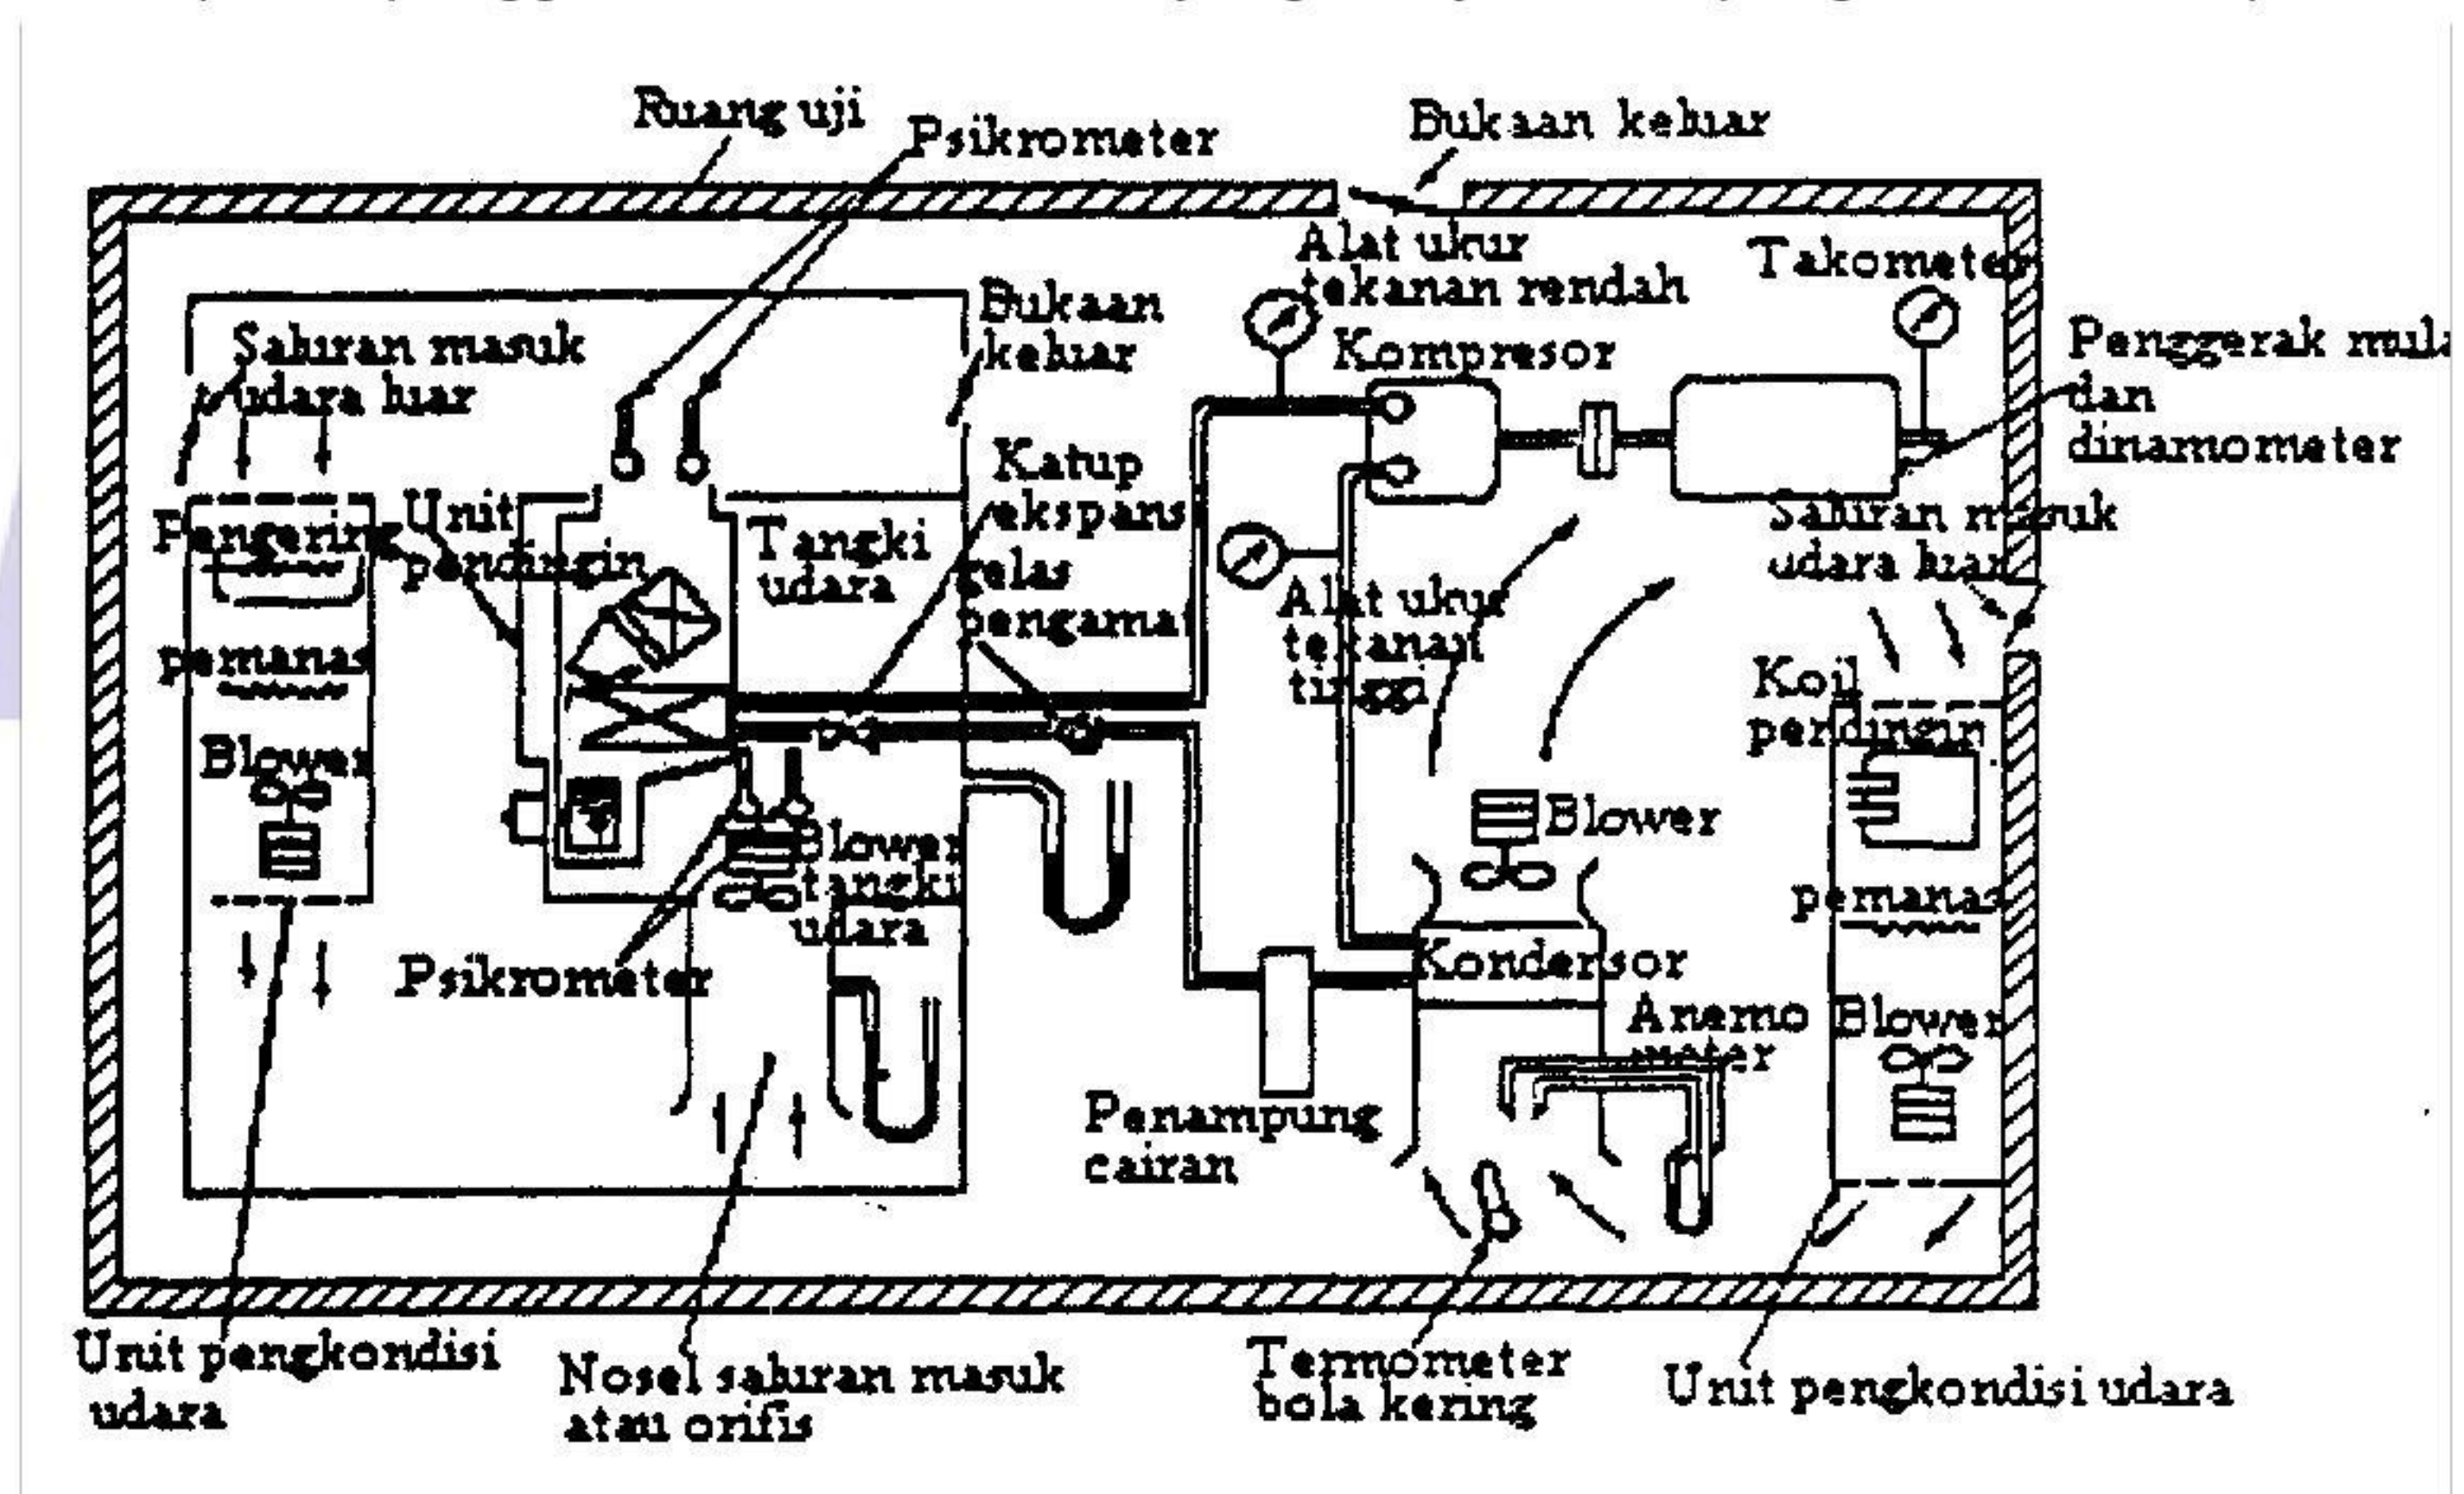 Ruang uji
Psikrometer
Bukaan keluar
Alat ukur
tekanan rendah
Takometer
Bukaan
keluar
Kompresor
Penggerak mula
dan
dinamometer
Saluran masuk
udara luar
Katup
ekspansi
Unit
pendingin
Pengering
Tangki
udara
gelas
pengamat
Saluran masuk
udara luar
Alat ukur
tekanan
tinggi
pemanas
Koil
pendingin
Blower
Blower
Blower
tangki
udara
pemanas
Psikrometer
Kondensor
Anemo
meter
Blower
Penampung
cairan
Unit pengkondisi
udara
Nosel saluran masuk
atau orifis
Termometer
bola kering
Unit pengkondisi udara